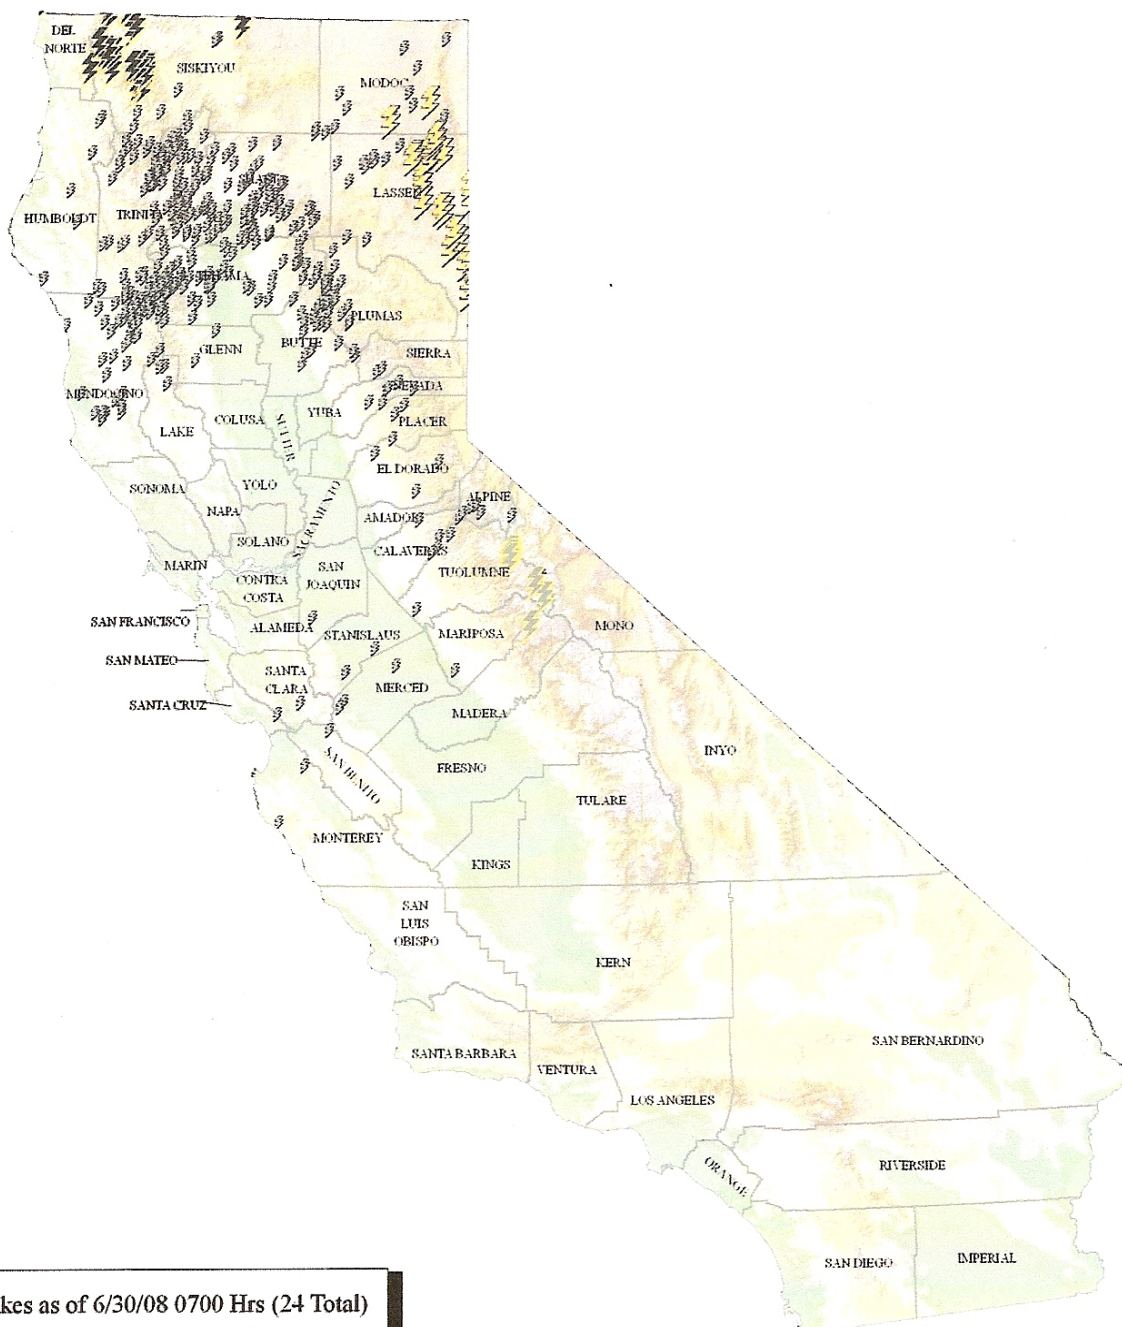 DEL
NORTE
SISKIYOU
MODOC
HUMBOLDT
LASSEN
PLUMAS
BUTTE
GLENN
SIERRA
MENDOCINO
NEVADA
COLUSA
SUTTER
YUBA
PLACER
LAKE
EL DORADO
SONOMA
YOLO
ALPINE
NAPA
SACRAMENTO
AMADOR
SOLANO
CALAVERAS
MARIN
SAN
JOAQUIN
TUOLUMNE
CONTRA
COSTA
SAN FRANCISCO
ALAMEDA
STANISLAUS
MARIPOSA
MONO
SAN MATEO
SANTA
CLARA
MERCED
SANTA CRUZ
MADERA
INYO
SAN BENITO
FRESNO
TULARE
MONTEREY
KINGS
SAN
LUIS
OBISPO
KERN
SAN BERNARDINO
SANTA BARBARA
VENTURA
LOS ANGELES
ORANGE
RIVERSIDE
SAN DIEGO
IMPERIAL
kes as of 6/30/08 0700 Hrs (24 Total)